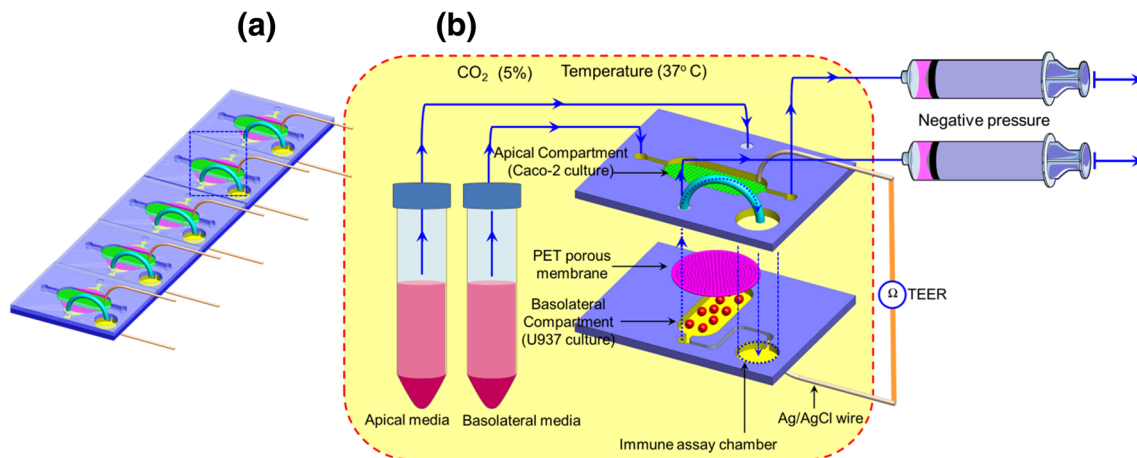 (a)
(b)
CO₂ (5%) Temperature (37° C)
Negative pressure
Apical Compartment
(Caco-2 culture)
PET porous
membrane
Basolateral
Compartment
(U937 culture)
Ω TEER
Ag/AgCl wire
Apical media
Basolateral media
Immune assay chamber